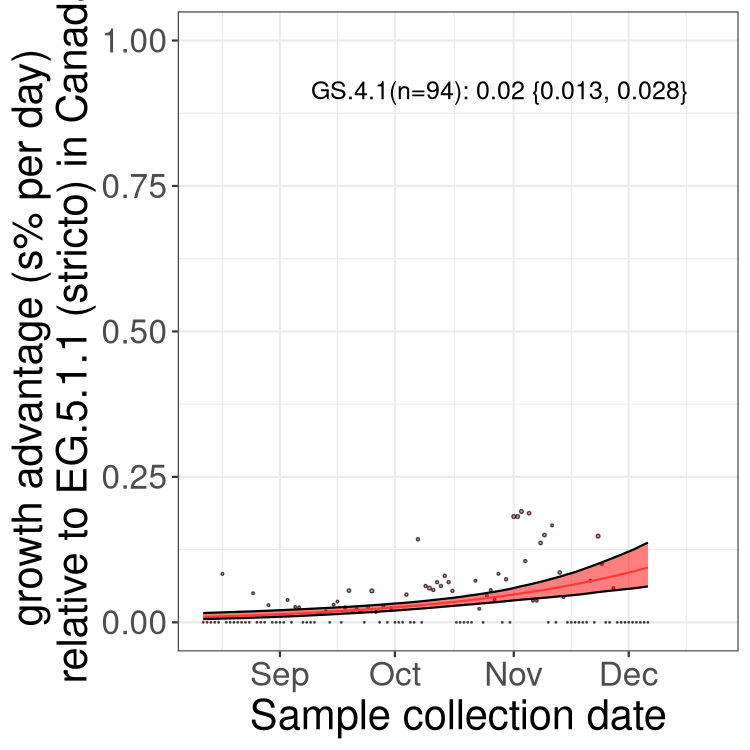 growth advantage (s% per day)
relative to EG.5.1.1 (stricto) in Canada
1.00
0.75
0.50
0.25
0.00
GS.4.1(n=94): 0.02 {0.013, 0.028}
Sep Oct Nov Dec
Sample collection date